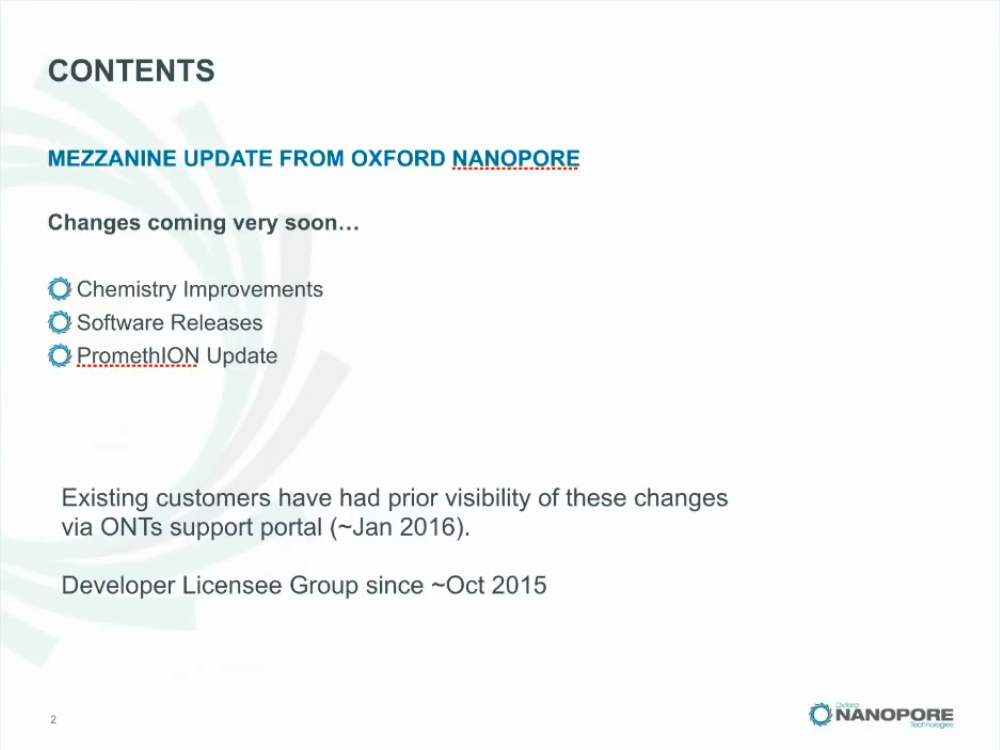 CONTENTS
MEZZANINE UPDATE FROM OXFORD NANOPORE
Changes coming very soon…
Chemistry Improvements
Software Releases
PromethION Update
Existing customers have had prior visibility of these changes
via ONTs support portal (~Jan 2016).
Developer Licensee Group since ~Oct 2015
2
Oxford
NANOPORE
Technologies